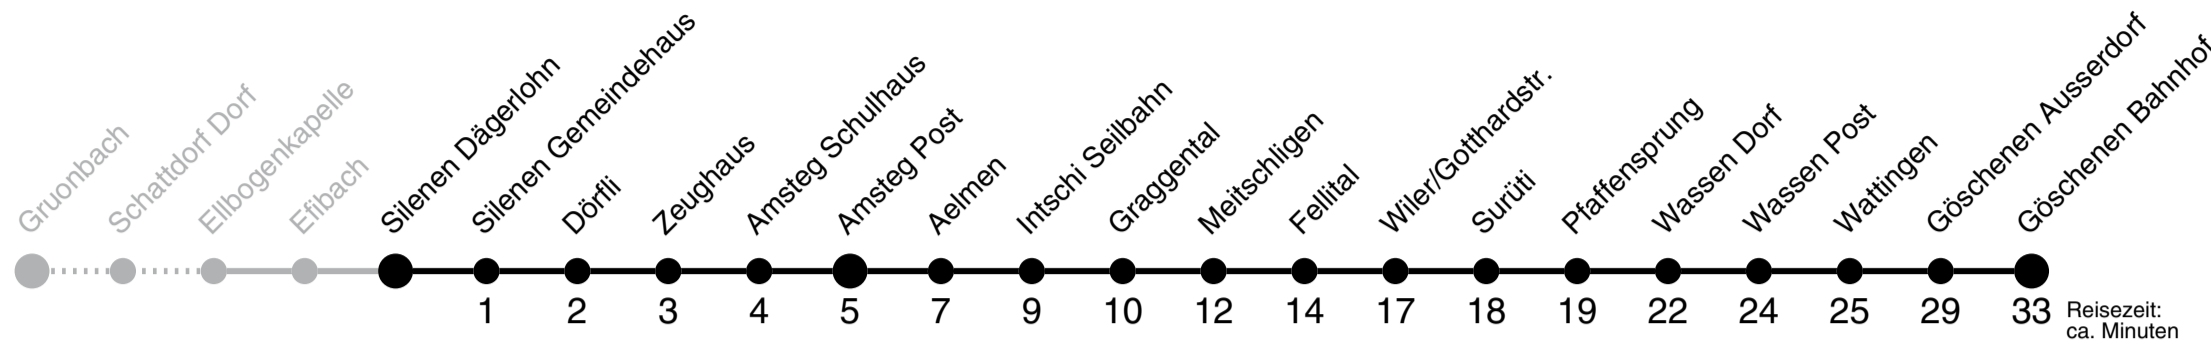 Gruonbach
Schattdorf Dorf
Ellbogenkapelle
Efibach
Silenen Dägerlohn
Silenen Gemeindehaus
Dörfli
Zeughaus
Amsteg Schulhaus
Amsteg Post
Aelmen
Intschi Seilbahn
Graggental
Meitschligen
Fellital
Wiler/Gotthardstr.
Surüti
Pfaffensprung
Wassen Dorf
Wassen Post
Wattingen
Göschenen Ausserdorf
Göschenen Bahnhof
1 2 3 4 5 7 9 10 12 14 17 18 19 22 24 25 29 33
Reisezeit:
ca. Minuten